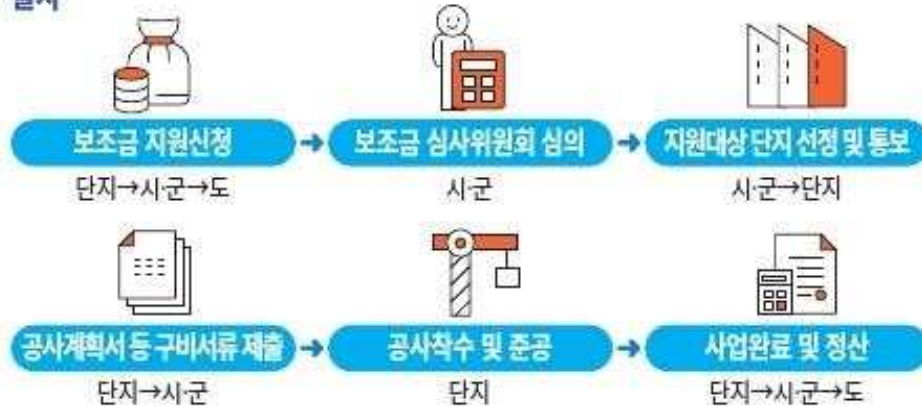 보조금 지원신청 → 보조금 심사위원회 심의 → 지원대상 단지 선정 및 통보
단지→시·군→도 시·군 시·군→단지
공사계획서 등 구비서류 제출 → 공사착수 및 준공 → 사업완료 및 정산
단지→시·군 단지 단지→시·군→도